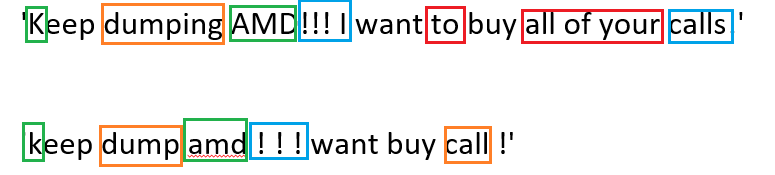 'Keep dumping AMD!!! I want to buy all of your calls.'
'keep dump amd ! ! ! want buy call !'